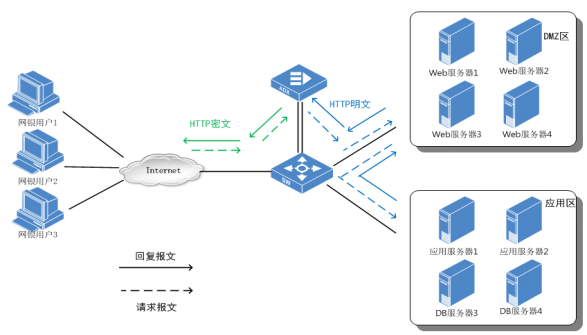 DMZ区
Web服务器1
Web服务器2
Web服务器3
Web服务器4
ADX
HTTP明文
HTTP密文
网银用户1
网银用户2
网银用户3
Internet
SW
应用区
应用服务器1
应用服务器2
DB服务器3
DB服务器4
回复报文
请求报文